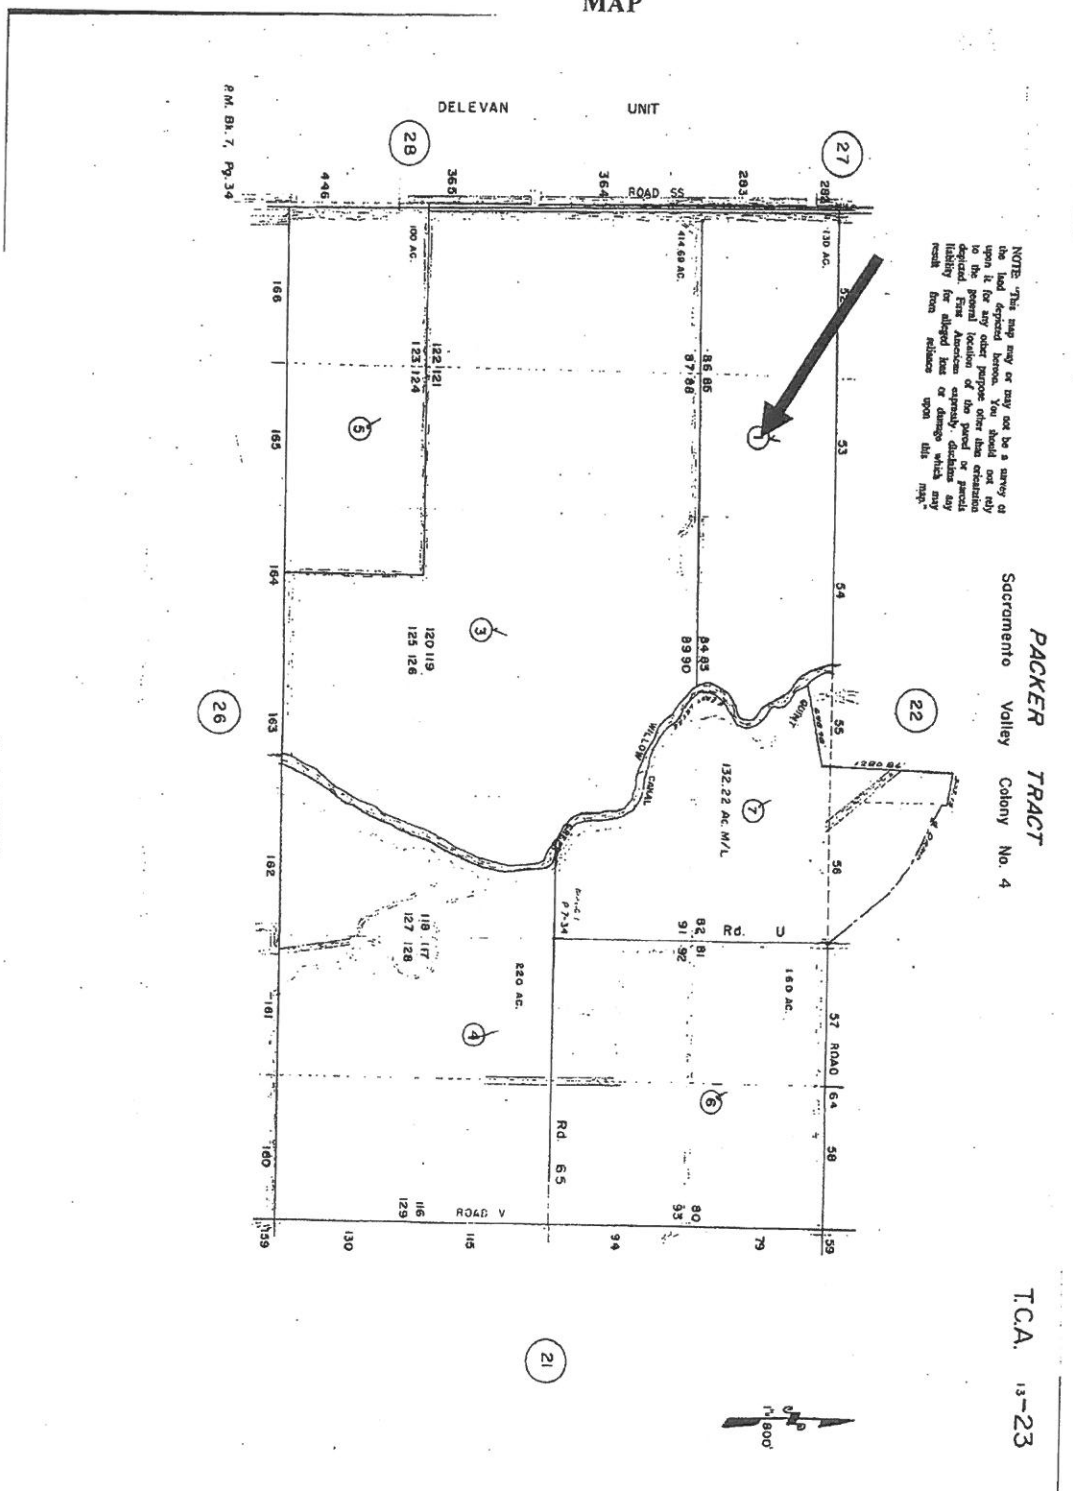 MAP
PACKER TRACT
Sacramento Valley Colony No. 4
T.C.A. 13-23
NOTE: "This map may or may not be a survey of
the land depicted hereon. You should not rely
upon it for any other purpose other than orientation
to the general location of the parcel or parcels
depicted. First American expressly disclaims any
liability for alleged loss or damage which may
result from reliance upon this map."
DELEVAN UNIT
27
28
22
26
21
P.M. Bk. 7, Pg. 34
282
283
364
365
446
ROAD SS
130 AC.
414.69 AC.
100 AC.
52
53
54
55
56
57 ROAD 64
58
59
86 85
87 88
122 121
123 124
1
5
3
84 83
89 90
120 119
125 126
QUINT
WILLOW
CREEK
CANAL
1280.84'
132.22 Ac. M/L
7
82 81
91 92
Rd. U
P 7-34
160 AC.
220 AC.
118 117
127 128
4
6
Rd. 65
80
93
116
129
ROAD V
79
94
115
130
159
160
161
162
163
164
165
166
1"=800'